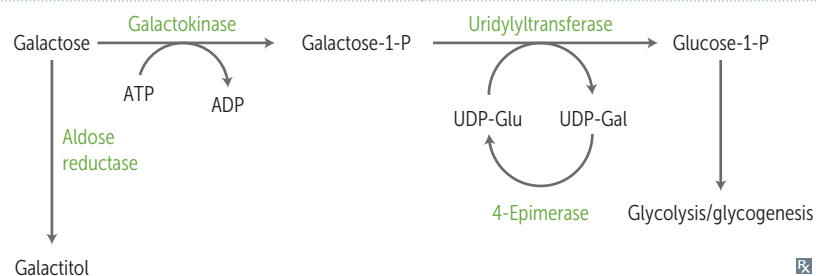 Galactokinase
Uridylyltransferase
Galactose
Galactose-1-P
Glucose-1-P
ATP
ADP
UDP-Glu
UDP-Gal
Aldose
reductase
4-Epimerase
Glycolysis/glycogenesis
Galactitol
Rx